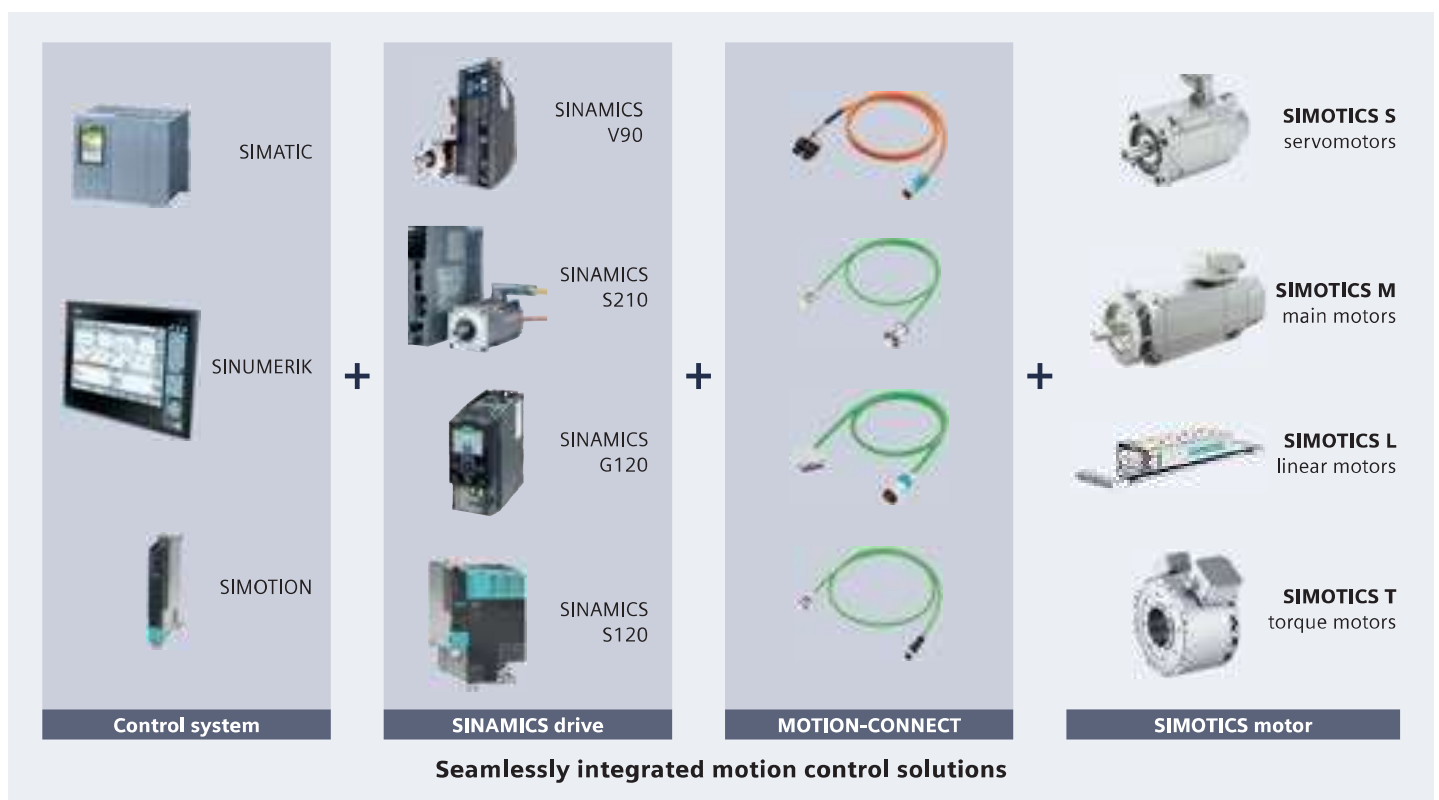 SIMATIC
SINUMERIK
SIMOTION
Control system
+
SINAMICS
V90
SINAMICS
S210
SINAMICS
G120
SINAMICS
S120
SINAMICS drive
+
MOTION-CONNECT
+
SIMOTICS S
servomotors
SIMOTICS M
main motors
SIMOTICS L
linear motors
SIMOTICS T
torque motors
SIMOTICS motor
Seamlessly integrated motion control solutions